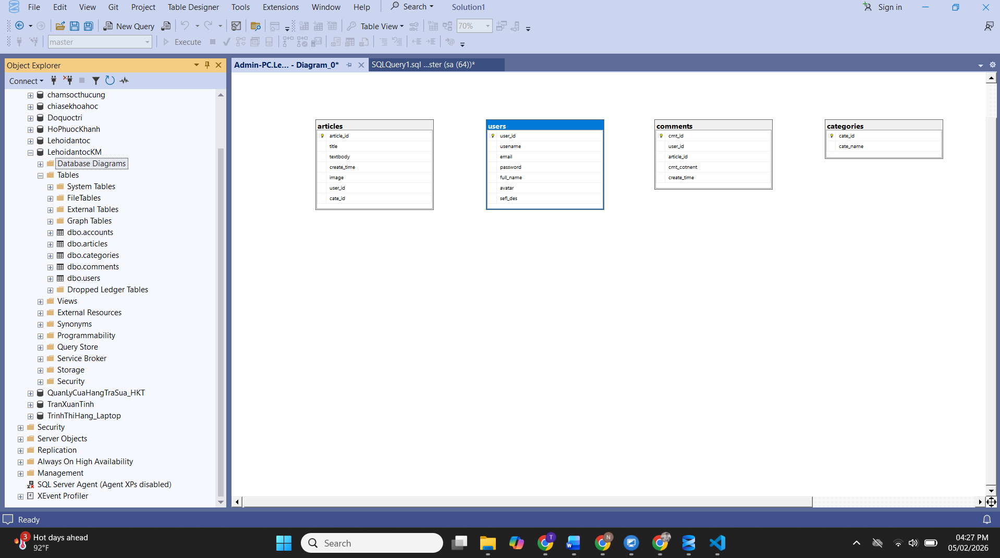 File Edit View Git Project Table Designer Tools Extensions Window Help Search Solution1 Sign in
New Query Table View 70%
master Execute
Object Explorer
Admin-PC.Le... - Diagram_0* SQLQuery1.sql ...ster (sa (64))*
Connect
chamsocthucung
chiasekhoahoc
Doquoctri
HoPhuocKhanh
Lehoidantoc
LehoidantocKM
Database Diagrams
Tables
System Tables
FileTables
External Tables
Graph Tables
dbo.accounts
dbo.articles
dbo.categories
dbo.comments
dbo.users
Dropped Ledger Tables
Views
External Resources
Synonyms
Programmability
Query Store
Service Broker
Storage
Security
QuanLyCuaHangTraSua_HKT
TranXuanTinh
TrinhThiHang_Laptop
Security
Server Objects
Replication
Always On High Availability
Management
SQL Server Agent (Agent XPs disabled)
XEvent Profiler
articles
article_id
title
textbody
create_time
image
user_id
cate_id
users
user_id
usename
email
password
full_name
avatar
sefl_des
comments
cmt_id
user_id
article_id
cmt_cotnent
create_time
categories
cate_id
cate_name
Ready
3
Hot days ahead
92°F
Search
T
N
04:27 PM
05/02/2026